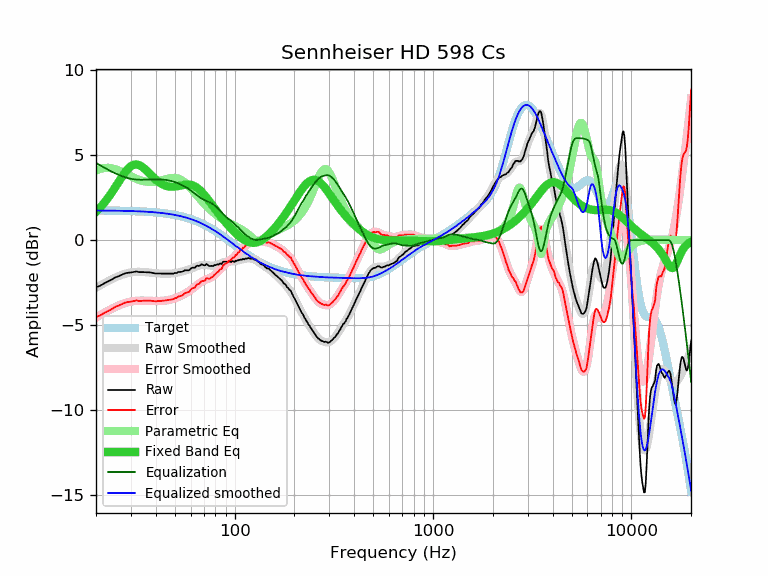 Sennheiser HD 598 Cs
10
5
0
−5
−10
−15
Amplitude (dBr)
Target
Raw Smoothed
Error Smoothed
Raw
Error
Parametric Eq
Fixed Band Eq
Equalization
Equalized smoothed
100
1000
10000
Frequency (Hz)